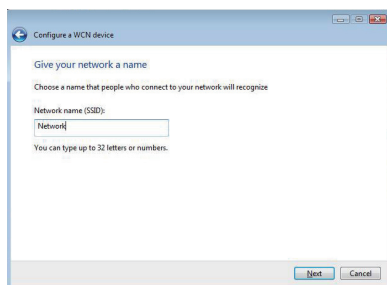 Configure a WCN device
Give your network a name
Choose a name that people who connect to your network will recognize
Network name (SSID):
Network
You can type up to 32 letters or numbers.
Next Cancel